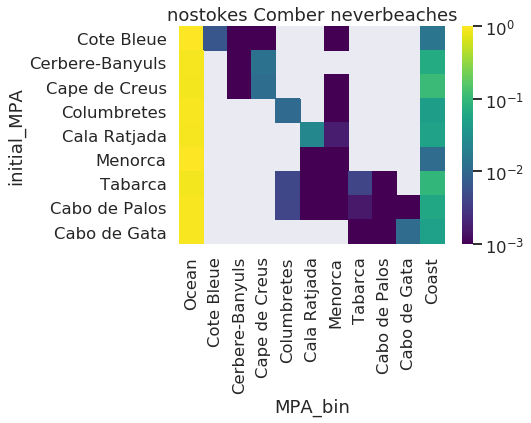 nostokes Comber neverbeaches
initial_MPA
Cote Bleue
Cerbere-Banyuls
Cape de Creus
Columbretes
Cala Ratjada
Menorca
Tabarca
Cabo de Palos
Cabo de Gata
10⁰
10⁻¹
10⁻²
10⁻³
Ocean
Cote Bleue
Cerbere-Banyuls
Cape de Creus
Columbretes
Cala Ratjada
Menorca
Tabarca
Cabo de Palos
Cabo de Gata
Coast
MPA_bin